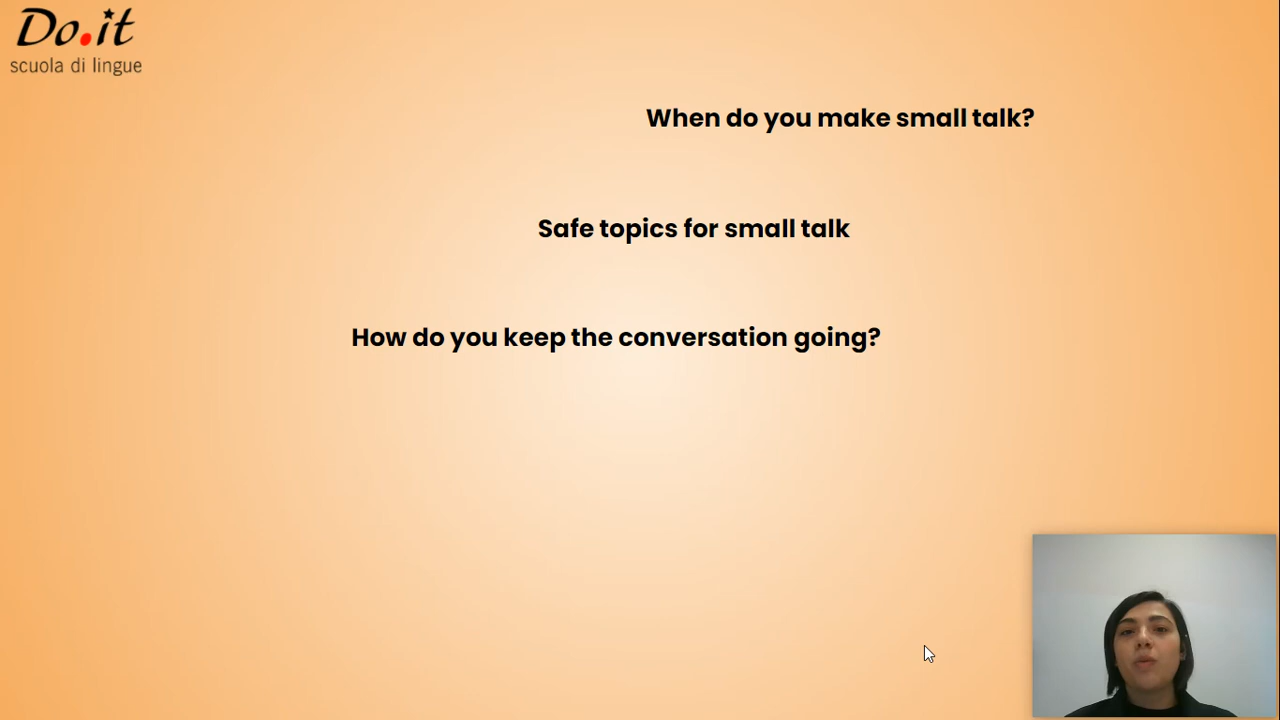 Do.it
scuola di lingue
When do you make small talk?
Safe topics for small talk
How do you keep the conversation going?